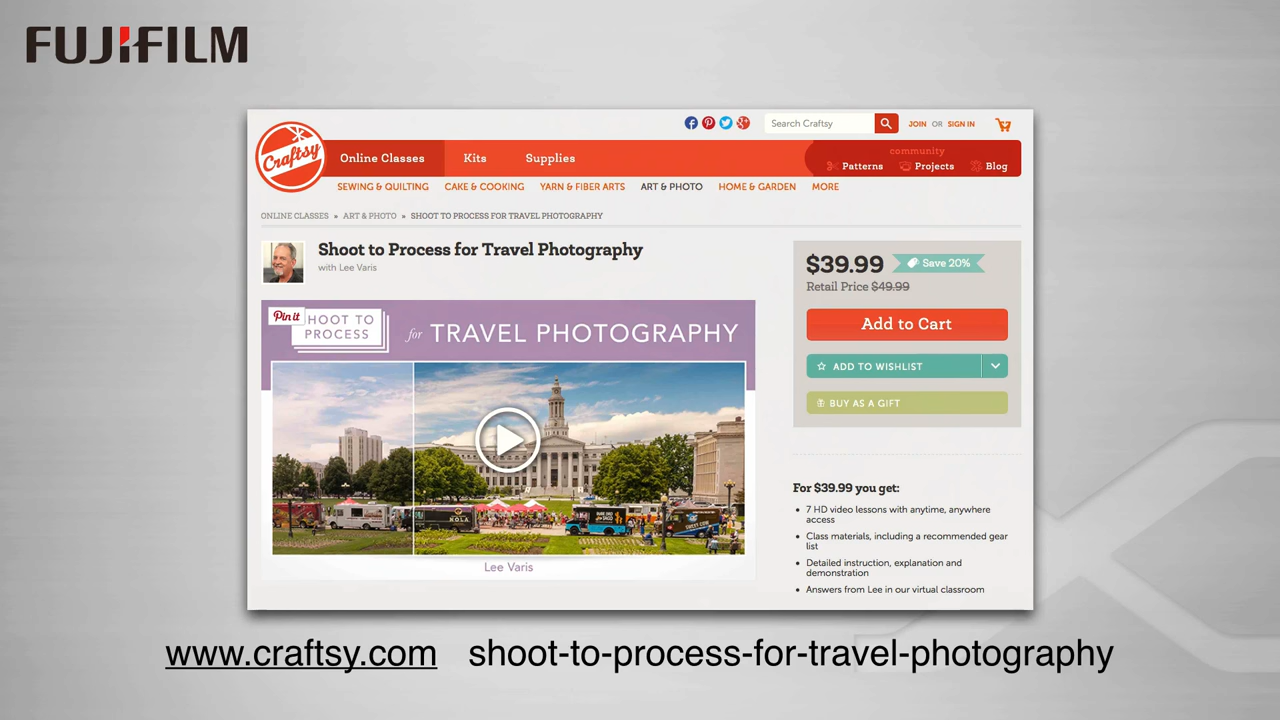 FUJIFILM
Search Craftsy
JOIN OR SIGN IN
Craftsy
Online Classes Kits Supplies
community
Patterns Projects Blog
SEWING & QUILTING CAKE & COOKING YARN & FIBER ARTS ART & PHOTO HOME & GARDEN MORE
ONLINE CLASSES » ART & PHOTO » SHOOT TO PROCESS FOR TRAVEL PHOTOGRAPHY
Shoot to Process for Travel Photography
with Lee Varis
Pin it
HOOT TO
PROCESS
for TRAVEL PHOTOGRAPHY
Lee Varis
$39.99 Save 20%
Retail Price $49.99
Add to Cart
ADD TO WISHLIST
BUY AS A GIFT
For $39.99 you get:
• 7 HD video lessons with anytime, anywhere
access
• Class materials, including a recommended gear
list
• Detailed instruction, explanation and
demonstration
• Answers from Lee in our virtual classroom
www.craftsy.com shoot-to-process-for-travel-photography